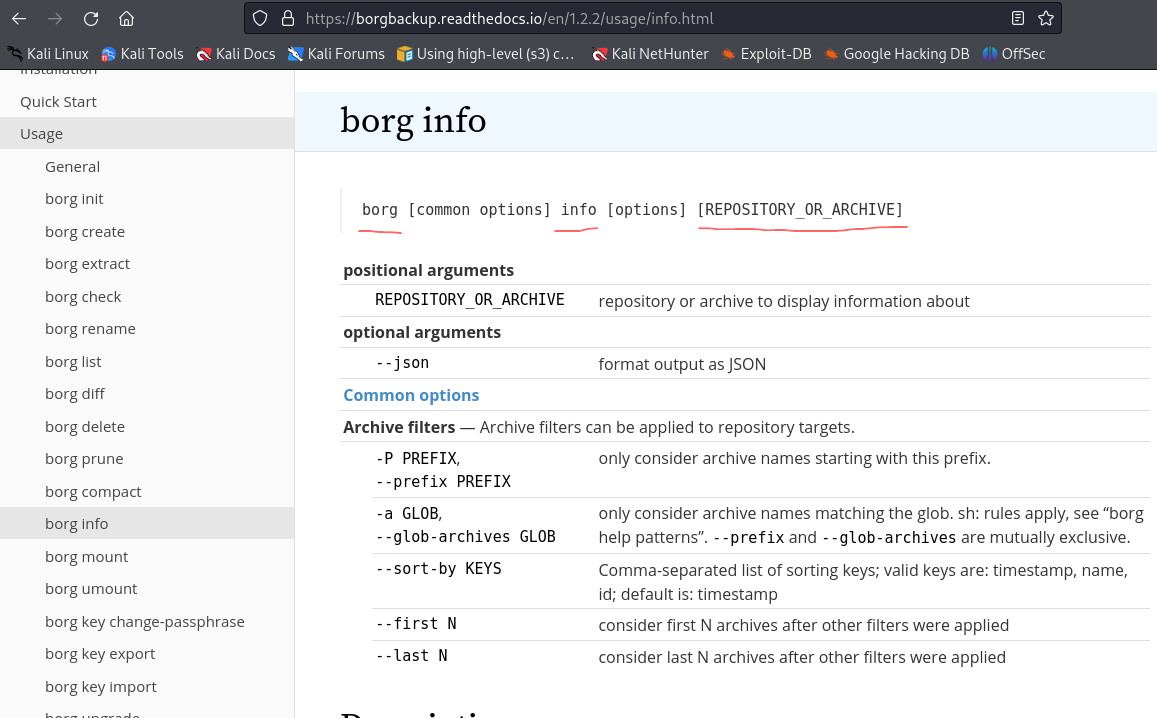 https://borgbackup.readthedocs.io/en/1.2.2/usage/info.html
Kali Linux Kali Tools Kali Docs Kali Forums Using high-level (s3) c… Kali NetHunter Exploit-DB Google Hacking DB OffSec
Installation
Quick Start
Usage
General
borg init
borg create
borg extract
borg check
borg rename
borg list
borg diff
borg delete
borg prune
borg compact
borg info
borg mount
borg umount
borg key change-passphrase
borg key export
borg key import
borg upgrade
borg info
borg [common options] info [options] [REPOSITORY_OR_ARCHIVE]
positional arguments
REPOSITORY_OR_ARCHIVE repository or archive to display information about
optional arguments
--json format output as JSON
Common options
Archive filters — Archive filters can be applied to repository targets.
-P PREFIX, only consider archive names starting with this prefix.
--prefix PREFIX
-a GLOB, only consider archive names matching the glob. sh: rules apply, see “borg
--glob-archives GLOB help patterns”. --prefix and --glob-archives are mutually exclusive.
--sort-by KEYS Comma-separated list of sorting keys; valid keys are: timestamp, name,
id; default is: timestamp
--first N consider first N archives after other filters were applied
--last N consider last N archives after other filters were applied
Description